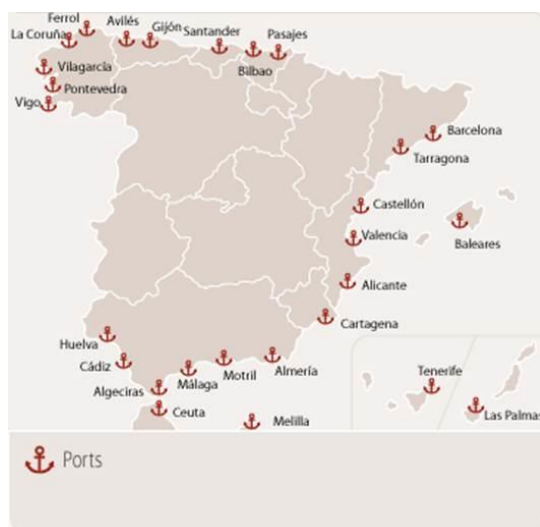 Ferrol
Avilés
Gijón
Santander
Pasajes
La Coruña
Bilbao
Vilagarcía
Pontevedra
Vigo
Barcelona
Tarragona
Castellón
Valencia
Baleares
Alicante
Cartagena
Huelva
Cádiz
Algeciras
Málaga
Motril
Almería
Tenerife
Las Palmas
Ceuta
Melilla
Ports